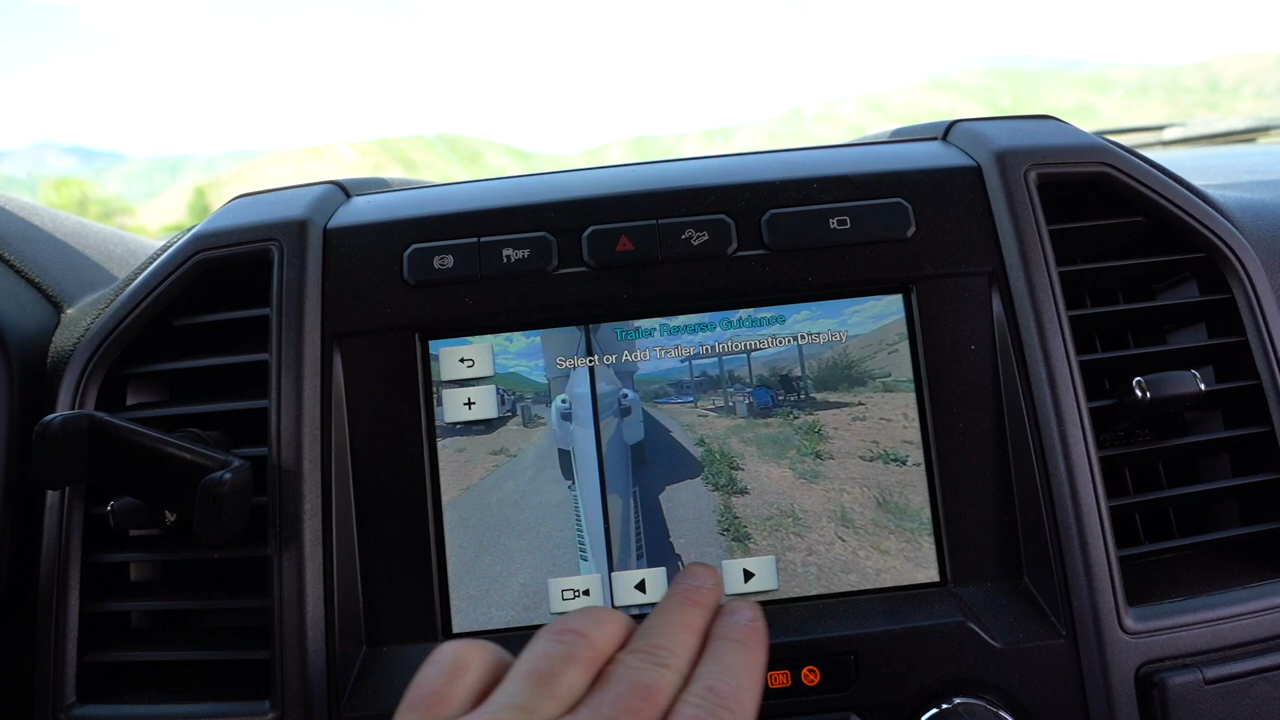 OFF
Trailer Reverse Guidance
Select or Add Trailer in Information Display
ON